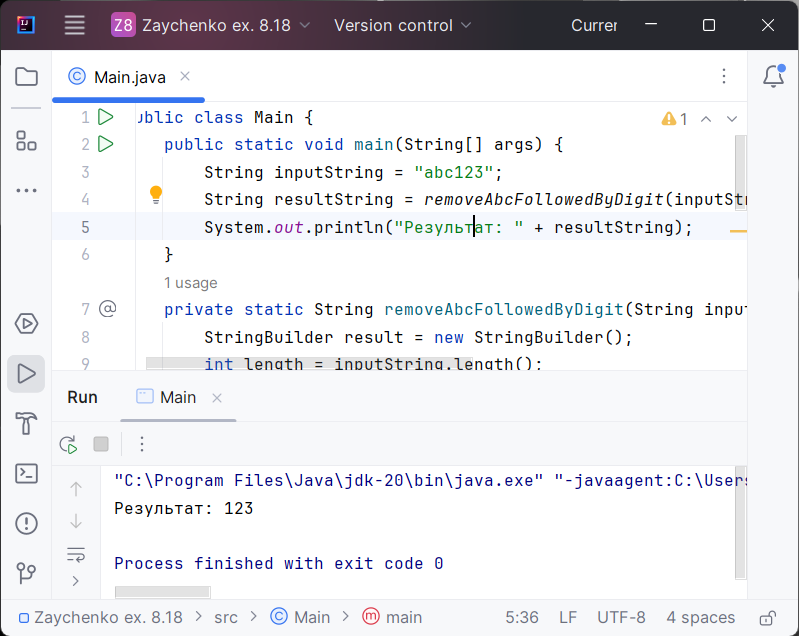 Z8 Zaychenko ex. 8.18 Version control Currer
Main.java
1 ublic class Main { 1
2 public static void main(String[] args) {
3 String inputString = "abc123";
4 String resultString = removeAbcFollowedByDigit(inputStr
5 System.out.println("Результат: " + resultString);
6 }
1 usage
7 @ private static String removeAbcFollowedByDigit(String input
8 StringBuilder result = new StringBuilder();
9 int length = inputString.length();
Run Main
"C:\Program Files\Java\jdk-20\bin\java.exe" "-javaagent:C:\Users
Результат: 123
Process finished with exit code 0
Zaychenko ex. 8.18 > src > C Main > m main 5:36 LF UTF-8 4 spaces